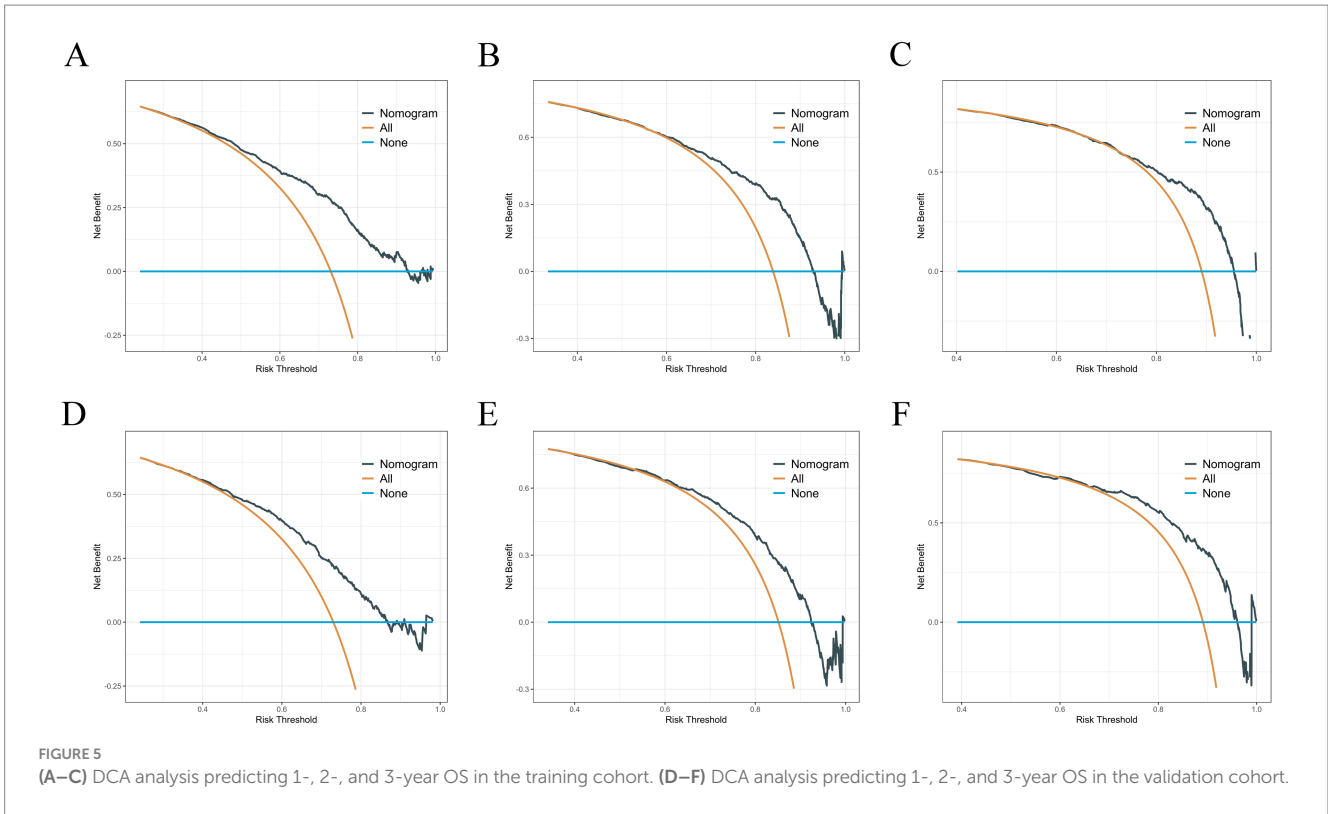 A
Net Benefit
0.50
0.25
0.00
-0.25
0.4 0.6 0.8 1.0
Risk Threshold
Nomogram
All
None
B
Net Benefit
0.6
0.3
0.0
-0.3
0.4 0.6 0.8 1.0
Risk Threshold
Nomogram
All
None
C
Net Benefit
0.5
0.0
0.4 0.6 0.8 1.0
Risk Threshold
Nomogram
All
None
D
Net Benefit
0.50
0.25
0.00
-0.25
0.4 0.6 0.8 1.0
Risk Threshold
Nomogram
All
None
E
Net Benefit
0.6
0.3
0.0
-0.3
0.4 0.6 0.8 1.0
Risk Threshold
Nomogram
All
None
F
Net Benefit
0.5
0.0
0.4 0.6 0.8 1.0
Risk Threshold
Nomogram
All
None
FIGURE 5
(A–C) DCA analysis predicting 1-, 2-, and 3-year OS in the training cohort. (D–F) DCA analysis predicting 1-, 2-, and 3-year OS in the validation cohort.